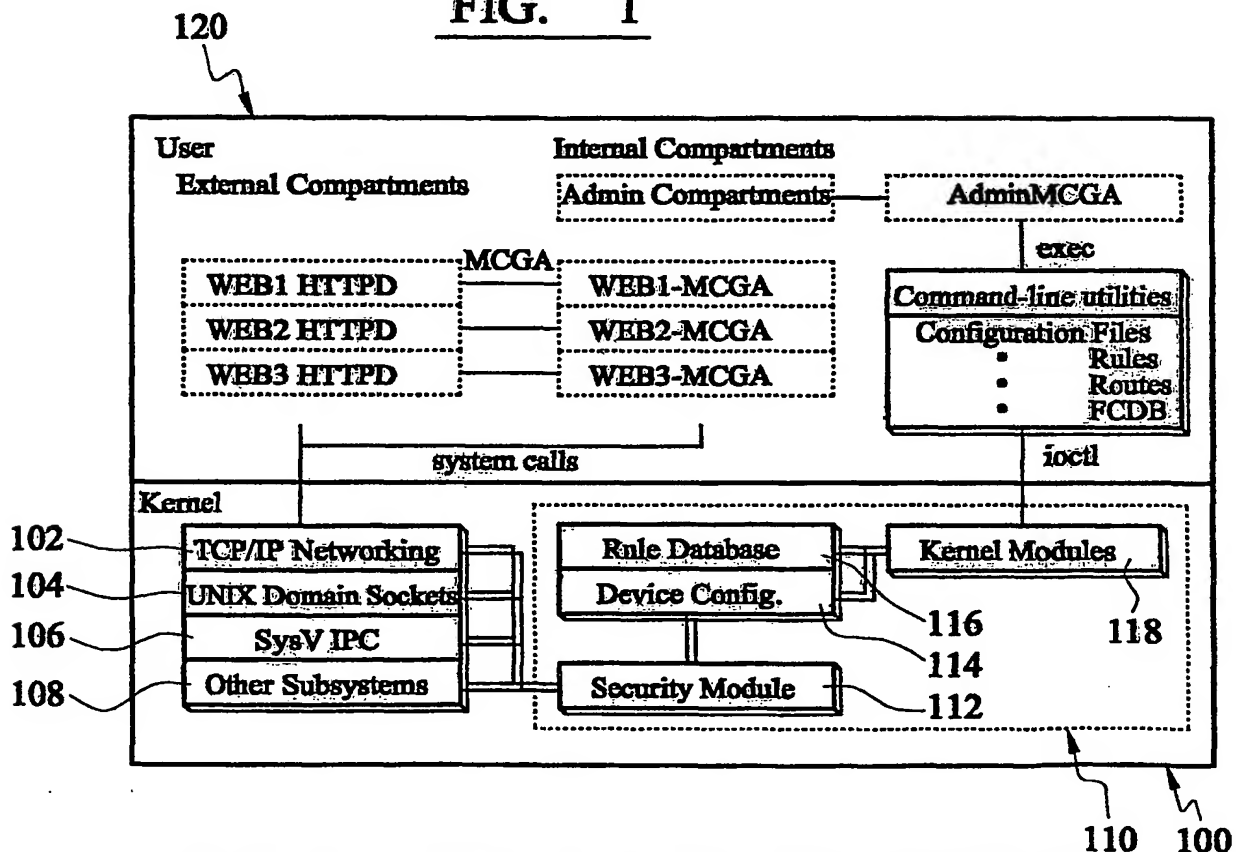 FIG. 1
120
User
External Compartments
Internal Compartments
Admin Compartments
AdminMCGA
exec
MCGA
WEB1 HTTPD
WEB1-MCGA
WEB2 HTTPD
WEB2-MCGA
WEB3 HTTPD
WEB3-MCGA
Command-line utilities
Configuration Files
• Rules
• Routes
• FCDB
system calls
ioctl
Kernel
102
TCP/IP Networking
104
UNIX Domain Sockets
106
SysV IPC
108
Other Subsystems
Rule Database
Device Config.
Security Module
Kernel Modules
116
114
112
118
110
100